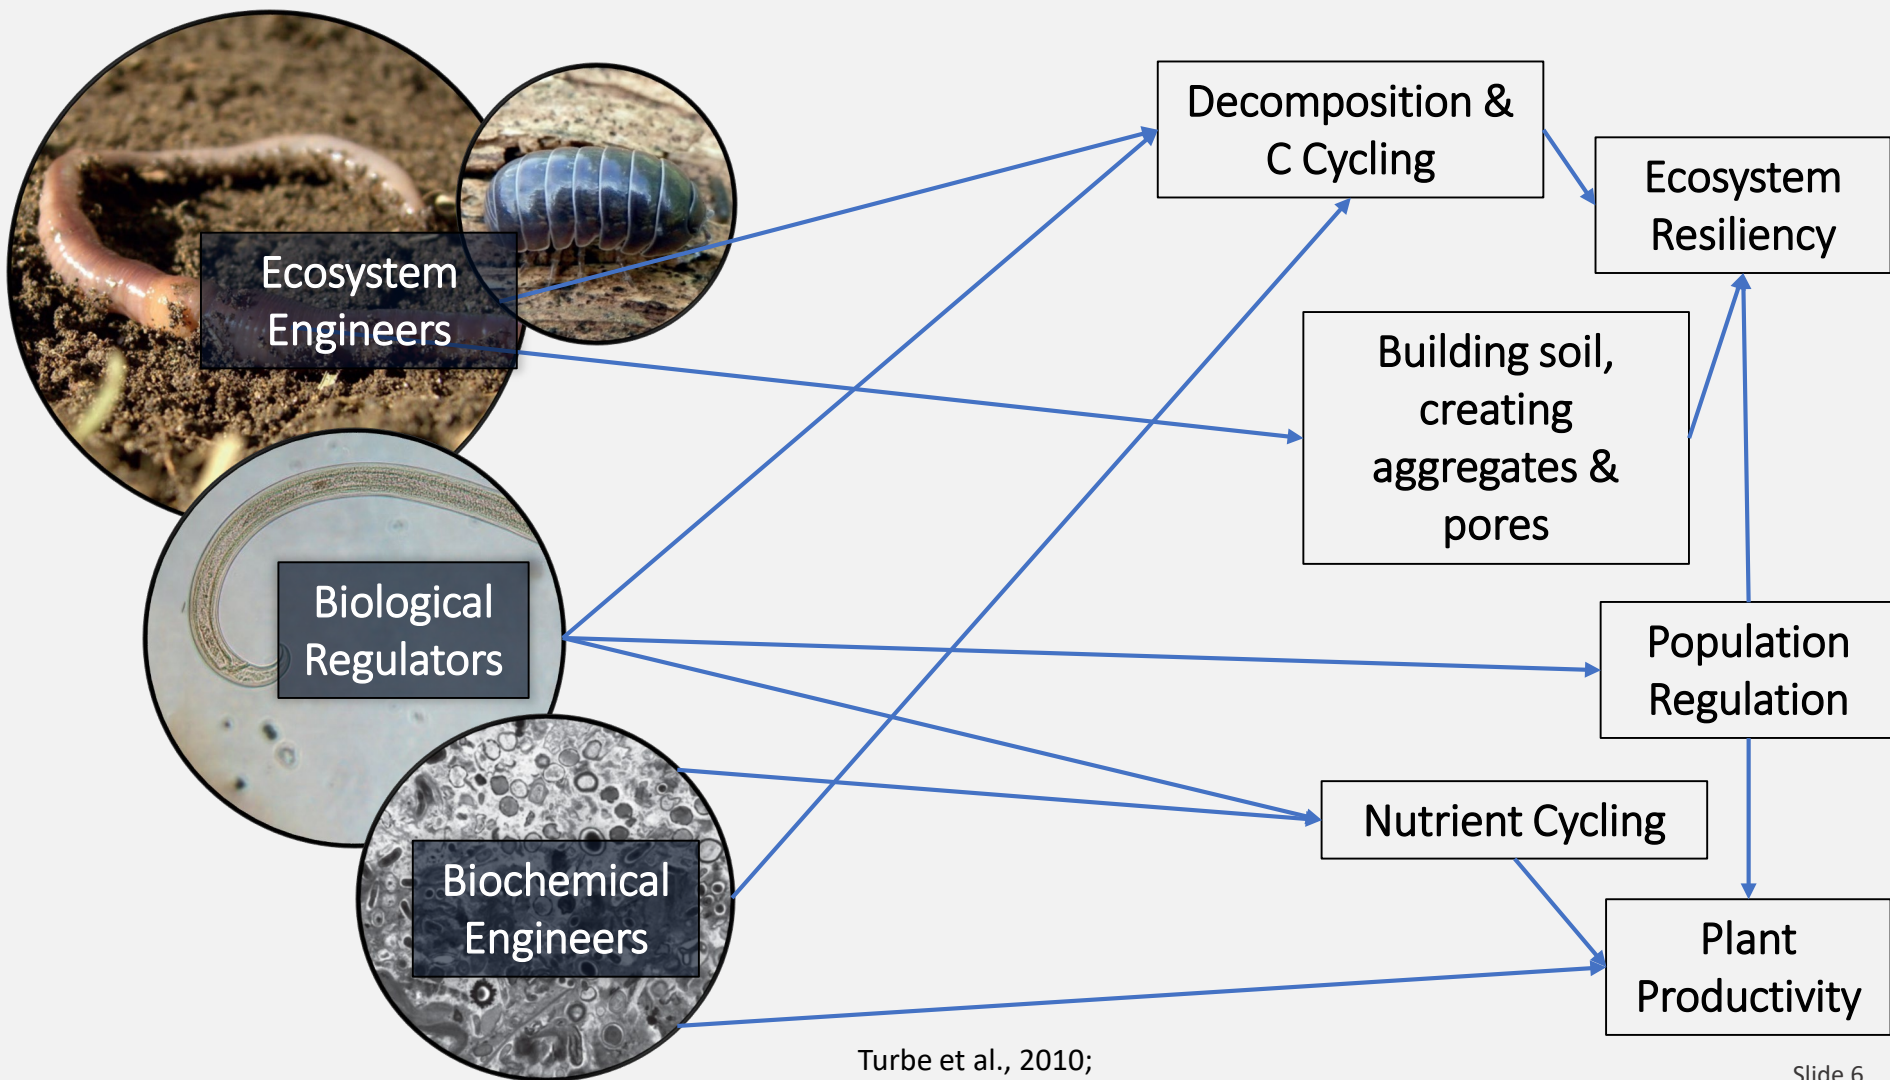 Ecosystem
Engineers
Biological
Regulators
Biochemical
Engineers
Decomposition &
C Cycling
Ecosystem
Resiliency
Building soil,
creating
aggregates &
pores
Population
Regulation
Nutrient Cycling
Plant
Productivity
Turbe et al., 2010;
Slide 6